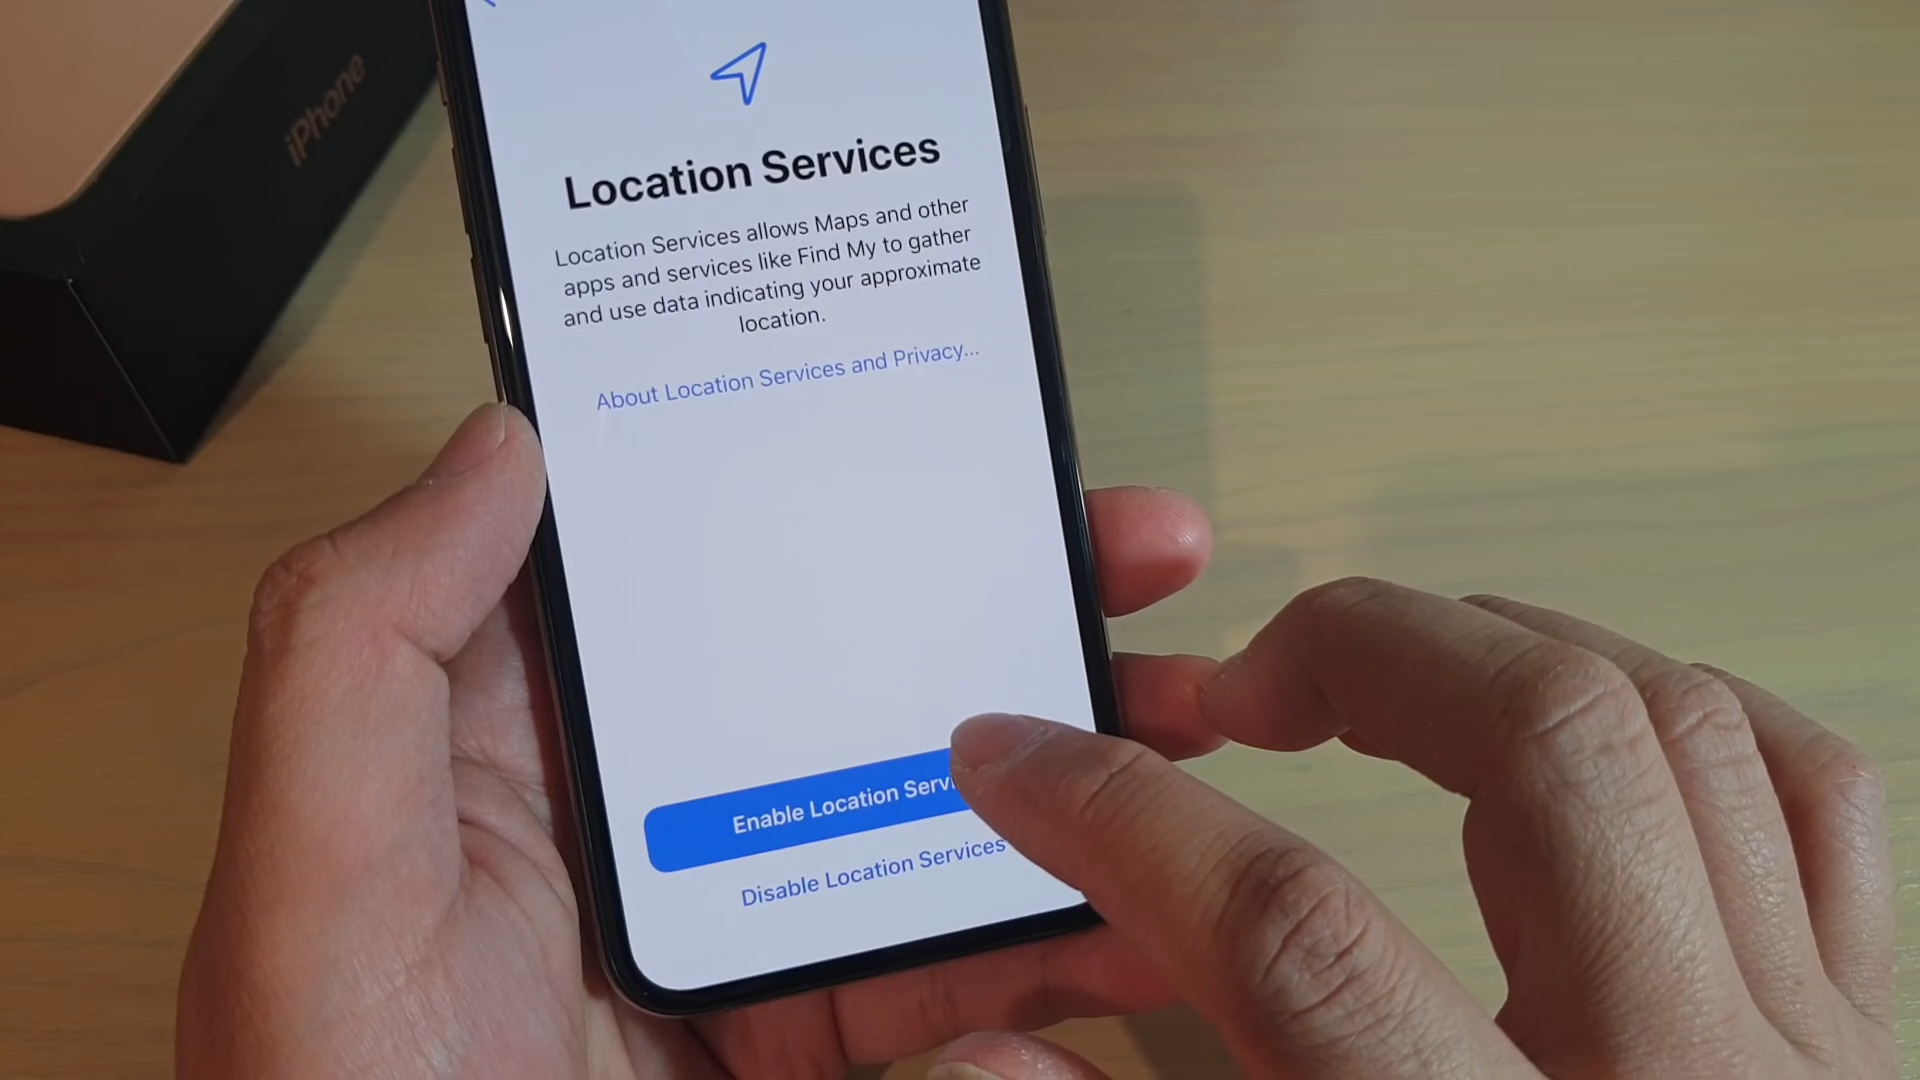 iPhone
Location Services
Location Services allows Maps and other
apps and services like Find My to gather
and use data indicating your approximate
location.
About Location Services and Privacy...
Enable Location Servi
Disable Location Services